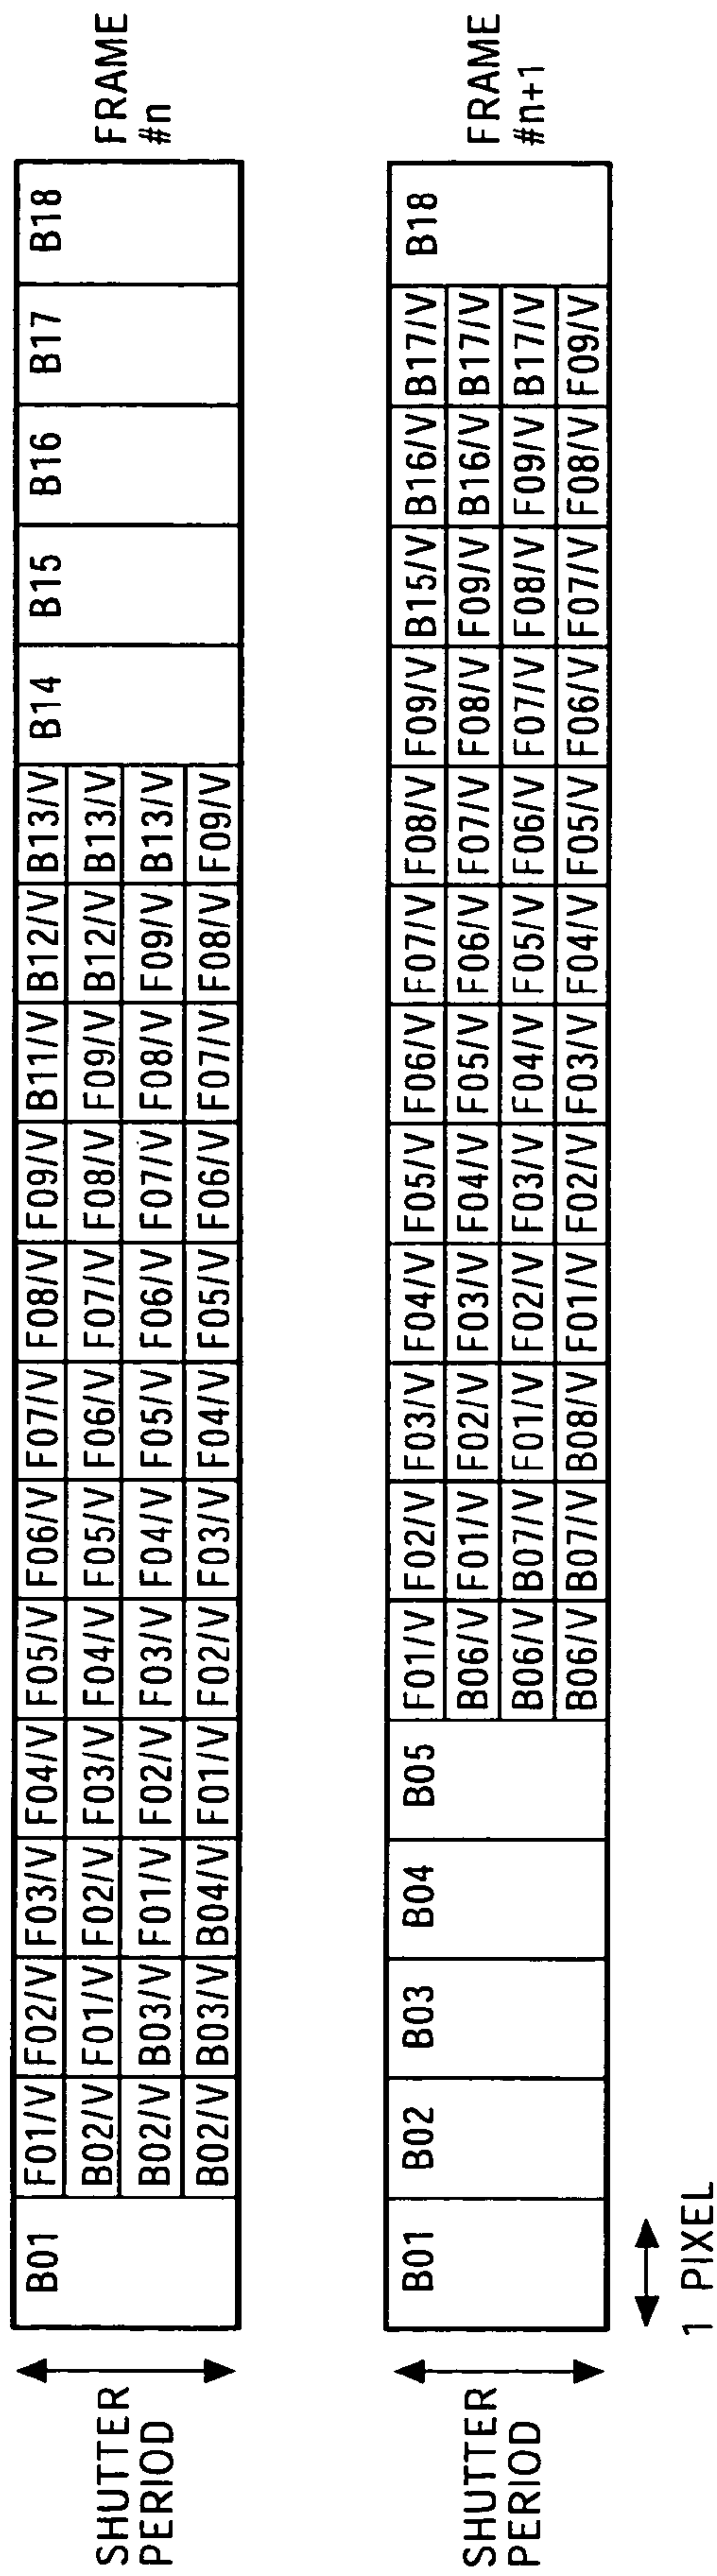 B01 F01/V F02/V F03/V F04/V F05/V F06/V F07/V F08/V F09/V B11/V B12/V B13/V B14 B15 B16 B17 B18
B02/V F01/V F02/V F03/V F04/V F05/V F06/V F07/V F08/V F09/V B12/V B13/V
B02/V B03/V F01/V F02/V F03/V F04/V F05/V F06/V F07/V F08/V F09/V B13/V
B02/V B03/V B04/V F01/V F02/V F03/V F04/V F05/V F06/V F07/V F08/V F09/V
SHUTTER
PERIOD
FRAME
#n
B01 B02 B03 B04 B05 F01/V F02/V F03/V F04/V F05/V F06/V F07/V F08/V F09/V B15/V B16/V B17/V B18
B06/V F01/V F02/V F03/V F04/V F05/V F06/V F07/V F08/V F09/V B16/V B17/V
B06/V B07/V F01/V F02/V F03/V F04/V F05/V F06/V F07/V F08/V F09/V B17/V
B06/V B07/V B08/V F01/V F02/V F03/V F04/V F05/V F06/V F07/V F08/V F09/V
SHUTTER
PERIOD
FRAME
#n+1
1 PIXEL